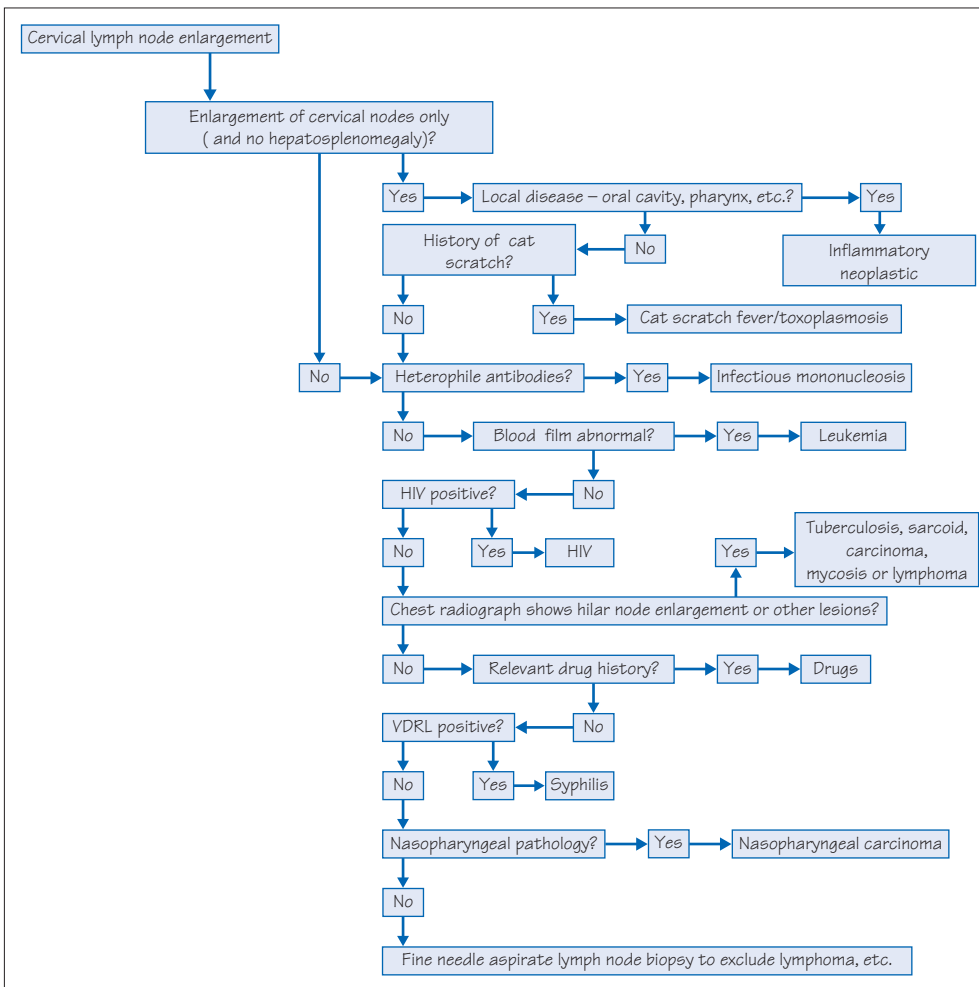 Cervical lymph node enlargement
Enlargement of cervical nodes only
( and no hepatosplenomegaly)?
Yes
Local disease – oral cavity, pharynx, etc.?
Yes
History of cat
scratch?
No
Inflammatory
neoplastic
No
Yes
Cat scratch fever/toxoplasmosis
No
Heterophile antibodies?
Yes
Infectious mononucleosis
No
Blood film abnormal?
Yes
Leukemia
HIV positive?
No
No
Yes
HIV
Yes
Tuberculosis, sarcoid,
carcinoma,
mycosis or lymphoma
Chest radiograph shows hilar node enlargement or other lesions?
No
Relevant drug history?
Yes
Drugs
VDRL positive?
No
No
Yes
Syphilis
Nasopharyngeal pathology?
Yes
Nasopharyngeal carcinoma
No
Fine needle aspirate lymph node biopsy to exclude lymphoma, etc.